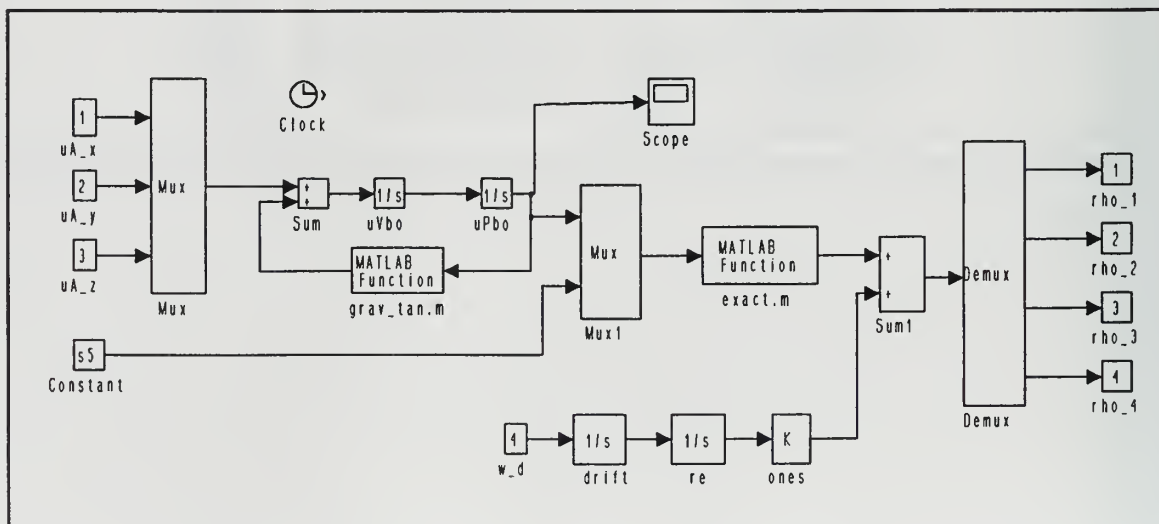 1
uA_x
2
uA_y
3
uA_z
Mux
Mux
Clock
Scope
+
+
Sum
1/s
uVbo
1/s
uPbo
MATLAB
Function
grav_tan.m
s5
Constant
Mux
Mux1
MATLAB
Function
exact.m
+
+
Sum1
4
w_d
1/s
drift
1/s
re
K
ones
Demux
Demux
1
rho_1
2
rho_2
3
rho_3
4
rho_4